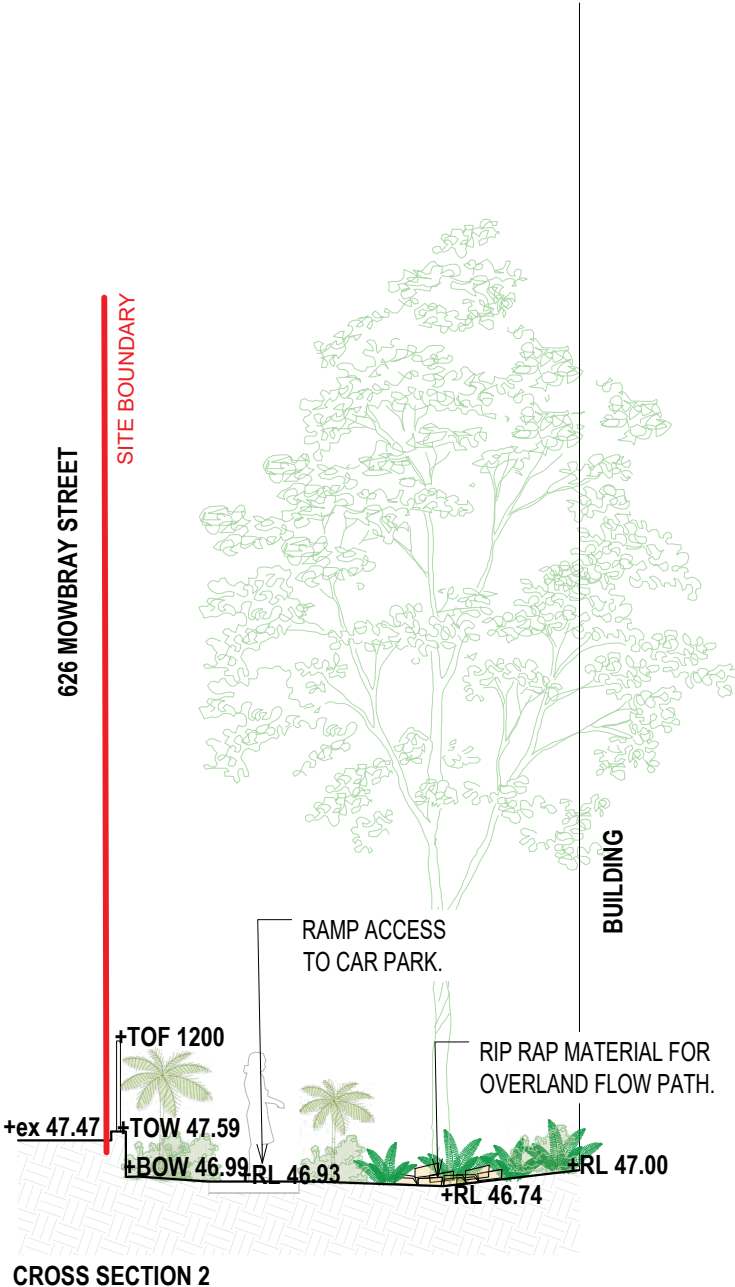 SITE BOUNDARY
626 MOWBRAY STREET
BUILDING
RAMP ACCESS
TO CAR PARK.
+TOF 1200
RIP RAP MATERIAL FOR
OVERLAND FLOW PATH.
+ex 47.47
+TOW 47.59
+BOW 46.99
+RL 46.93
+RL 47.00
+RL 46.74
CROSS SECTION 2